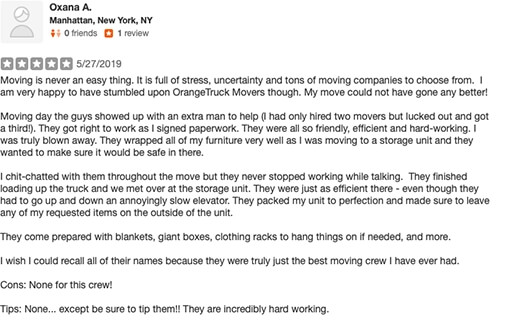 Oxana A.
Manhattan, New York, NY
0 friends 1 review
5/27/2019
Moving is never an easy thing. It is full of stress, uncertainty and tons of moving companies to choose from.  I
am very happy to have stumbled upon OrangeTruck Movers though. My move could not have gone any better!
Moving day the guys showed up with an extra man to help (I had only hired two movers but lucked out and got
a third!). They got right to work as I signed paperwork. They were all so friendly, efficient and hard-working. I
was truly blown away. They wrapped all of my furniture very well as I was moving to a storage unit and they
wanted to make sure it would be safe in there.
I chit-chatted with them throughout the move but they never stopped working while talking.  They finished
loading up the truck and we met over at the storage unit. They were just as efficient there - even though they
had to go up and down an annoyingly slow elevator. They packed my unit to perfection and made sure to leave
any of my requested items on the outside of the unit.
They come prepared with blankets, giant boxes, clothing racks to hang things on if needed, and more.
I wish I could recall all of their names because they were truly just the best moving crew I have ever had.
Cons: None for this crew!
Tips: None... except be sure to tip them!! They are incredibly hard working.